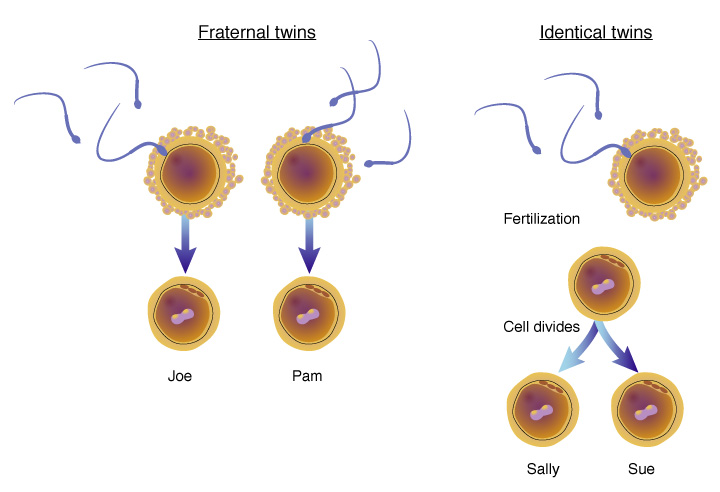 Fraternal twins
Identical twins
Fertilization
Cell divides
Joe
Pam
Sally
Sue